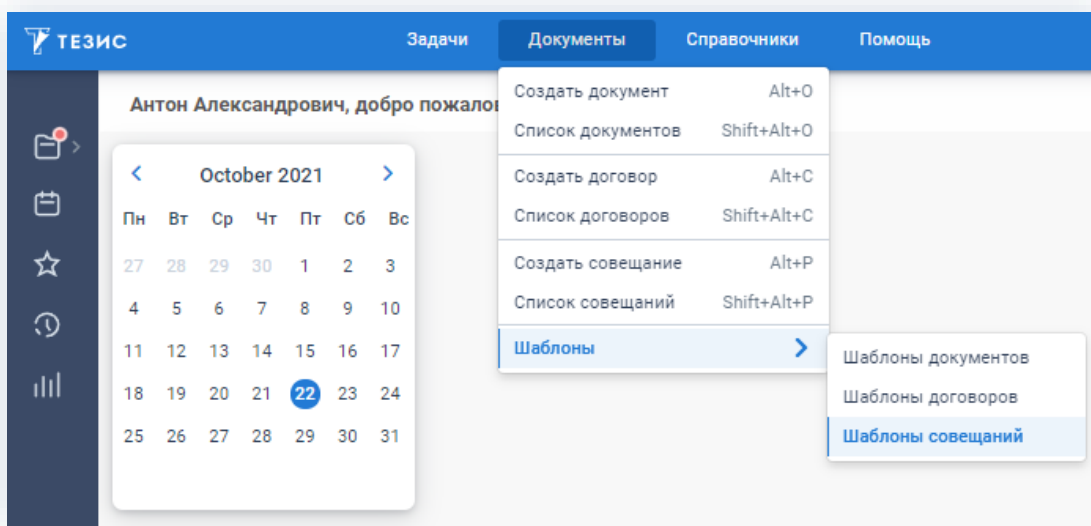 ТЕЗИС
Задачи Документы Справочники Помощь
Антон Александрович, добро
Создать документ Alt+O
Список документов Shift+Alt+O
Создать договор Alt+C
Список договоров Shift+Alt+C
Создать совещание Alt+P
Список совещаний Shift+Alt+P
Шаблоны
Шаблоны документов
Шаблоны договоров
Шаблоны совещаний
October 2021
Пн Вт Ср Чт Пт Сб Вс
27 28 29 30 1 2 3
4 5 6 7 8 9 10
11 12 13 14 15 16 17
18 19 20 21 22 23 24
25 26 27 28 29 30 31